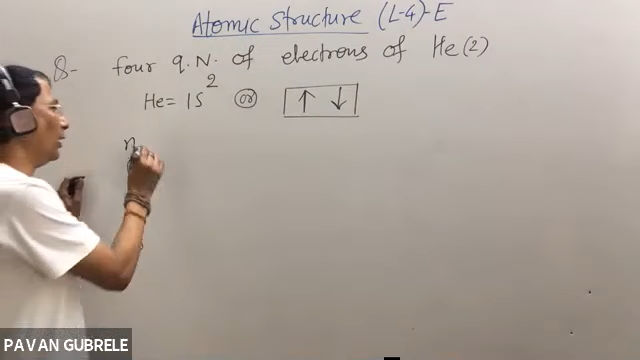 Atomic Structure (L-4)-E
8- four q.N. of electrons of He(2)
He= 1S² or ↑ ↓
n
PAVAN GUBRELE